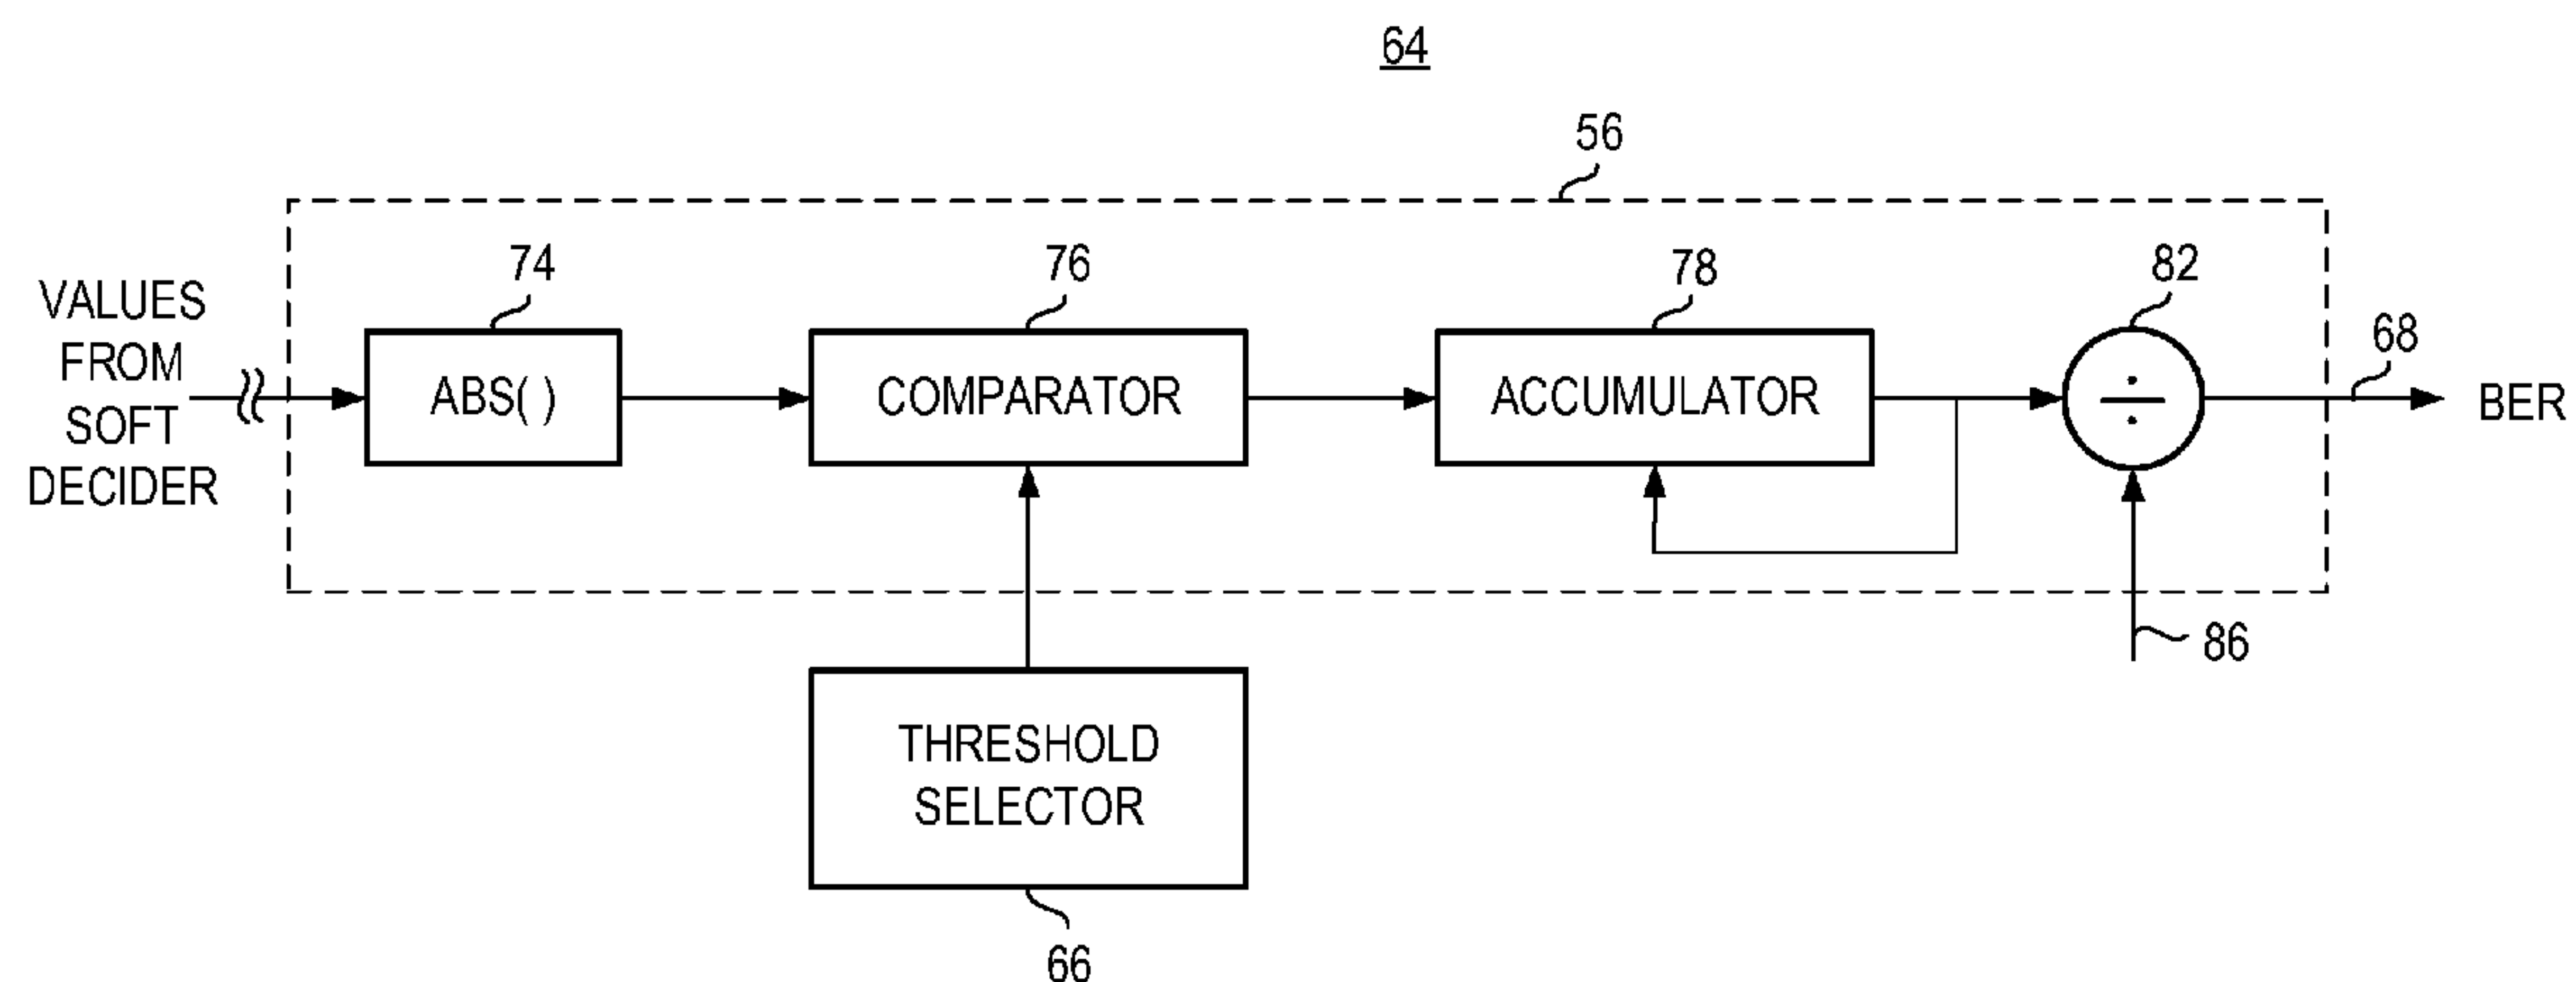 64
56
74
76
78
82
VALUES
FROM
SOFT
DECIDER
ABS( )
COMPARATOR
ACCUMULATOR
÷
68
BER
86
THRESHOLD
SELECTOR
66